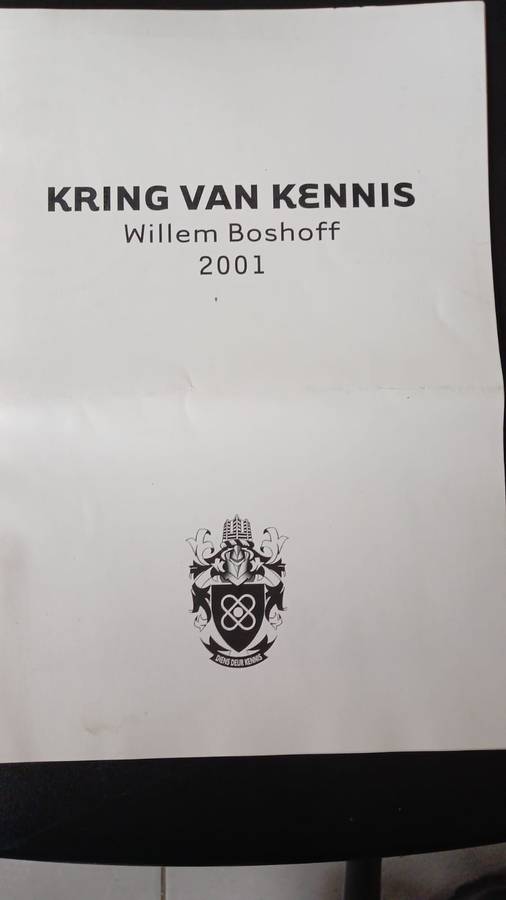 KRING VAN KENNIS
Willem Boshoff
2001
DIENS DEUR KENNIS